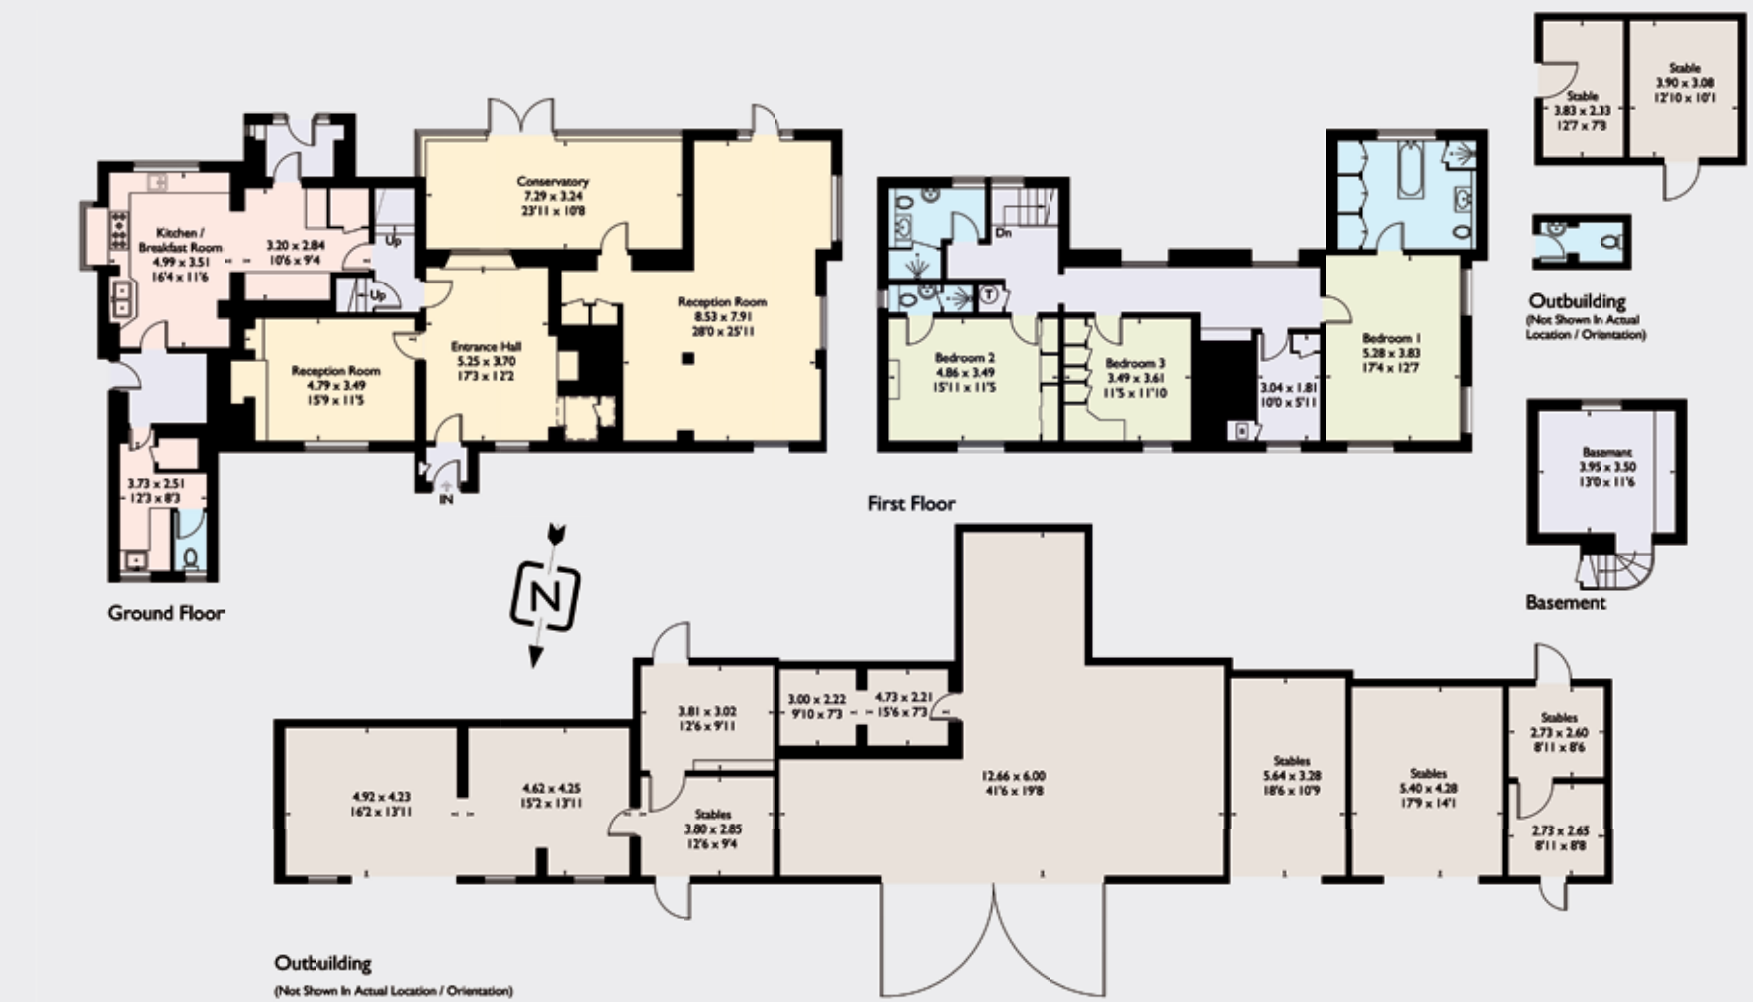 Kitchen /
Breakfast Room
4.99 x 3.51
16'4 x 11'6
3.20 x 2.84
10'6 x 9'4
Up
Up
Conservatory
7.29 x 3.24
23'11 x 10'8
Reception Room
8.53 x 7.91
28'0 x 25'11
Entrance Hall
5.25 x 3.70
17'3 x 12'2
Reception Room
4.79 x 3.49
15'9 x 11'5
3.73 x 2.51
12'3 x 8'3
IN
Ground Floor
Dn
T
Bedroom 2
4.86 x 3.49
15'11 x 11'5
Bedroom 3
3.49 x 3.61
11'5 x 11'10
3.04 x 1.81
10'0 x 5'11
Bedroom 1
5.28 x 3.83
17'4 x 12'7
First Floor
Stable
3.83 x 2.13
12'7 x 7'3
Stable
3.90 x 3.08
12'10 x 10'1
Outbuilding
(Not Shown In Actual
Location / Orientation)
Basemant
3.95 x 3.50
13'0 x 11'6
Basement
N
4.92 x 4.23
16'2 x 13'11
4.62 x 4.25
15'2 x 13'11
3.81 x 3.02
12'6 x 9'11
Stables
3.80 x 2.85
12'6 x 9'4
3.00 x 2.22
9'10 x 7'3
4.73 x 2.21
15'6 x 7'3
12.66 x 6.00
41'6 x 19'8
Stables
5.64 x 3.28
18'6 x 10'9
Stables
5.40 x 4.28
17'9 x 14'1
Stables
2.73 x 2.60
8'11 x 8'6
2.73 x 2.65
8'11 x 8'8
Outbuilding
(Not Shown In Actual Location / Orientation)